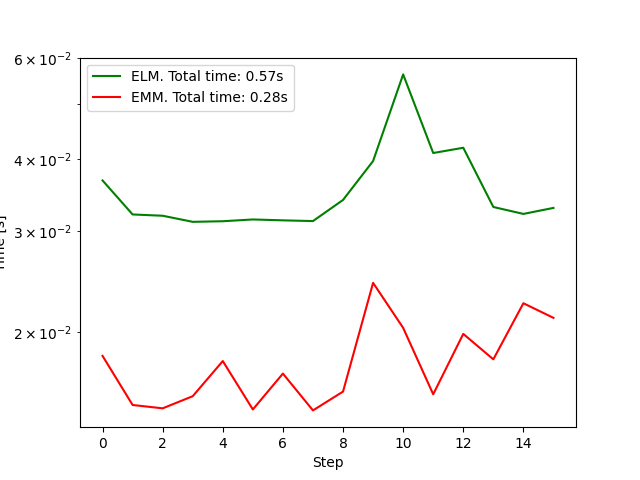 6 × 10⁻²
ELM. Total time: 0.57s
EMM. Total time: 0.28s
4 × 10⁻²
3 × 10⁻²
[s]
2 × 10⁻²
0 2 4 6 8 10 12 14
Step